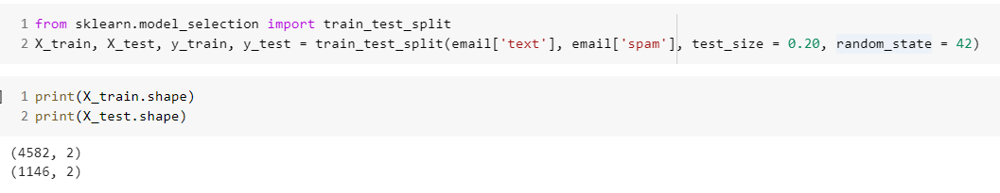 1 from sklearn.model_selection import train_test_split
2 X_train, X_test, y_train, y_test = train_test_split(email['text'], email['spam'], test_size = 0.20, random_state = 42)
1 print(X_train.shape)
2 print(X_test.shape)
(4582, 2)
(1146, 2)